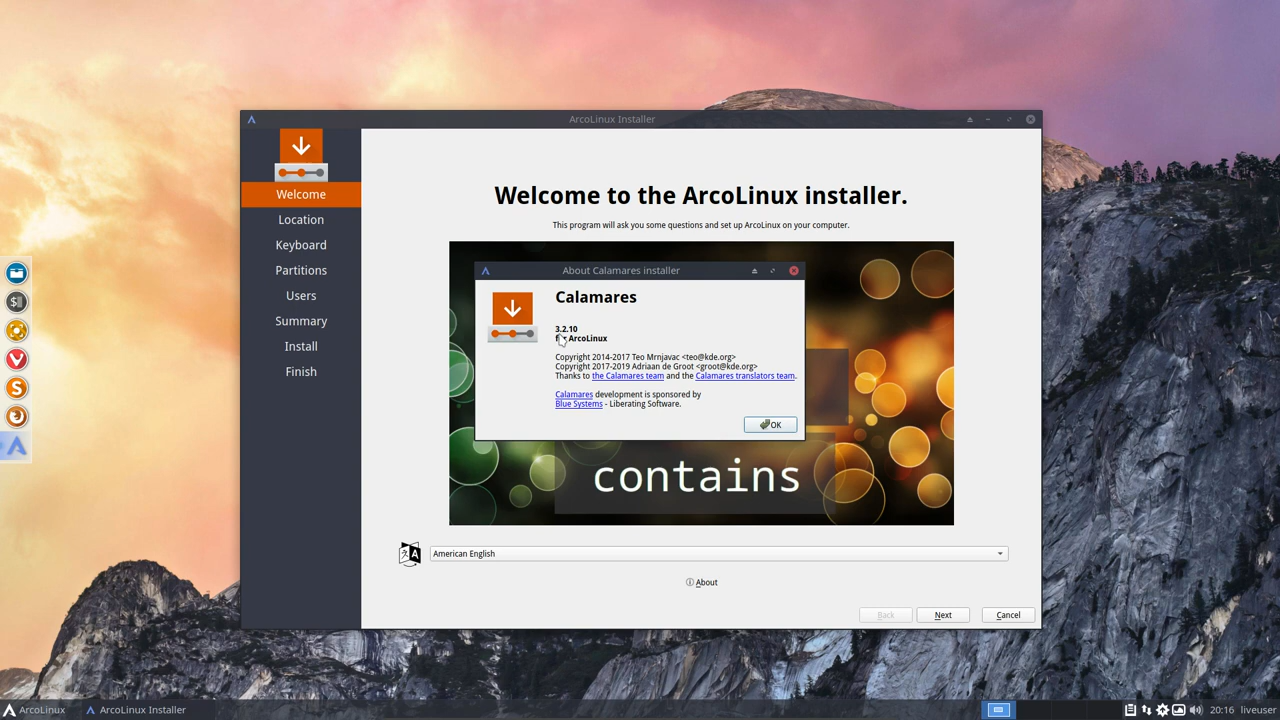 ArcoLinux Installer
Welcome
Location
Keyboard
Partitions
Users
Summary
Install
Finish
Welcome to the ArcoLinux installer.
This program will ask you some questions and set up ArcoLinux on your computer.
About Calamares installer
Calamares
3.2.10
ArcoLinux
Copyright 2014-2017 Teo Mrnjavac <teo@kde.org>
Copyright 2017-2019 Adriaan de Groot <groot@kde.org>
Thanks to the Calamares team and the Calamares translators team.
Calamares development is sponsored by
Blue Systems - Liberating Software.
OK
contains
American English
About
Back Next Cancel
ArcoLinux ArcoLinux Installer 20:16 liveuser